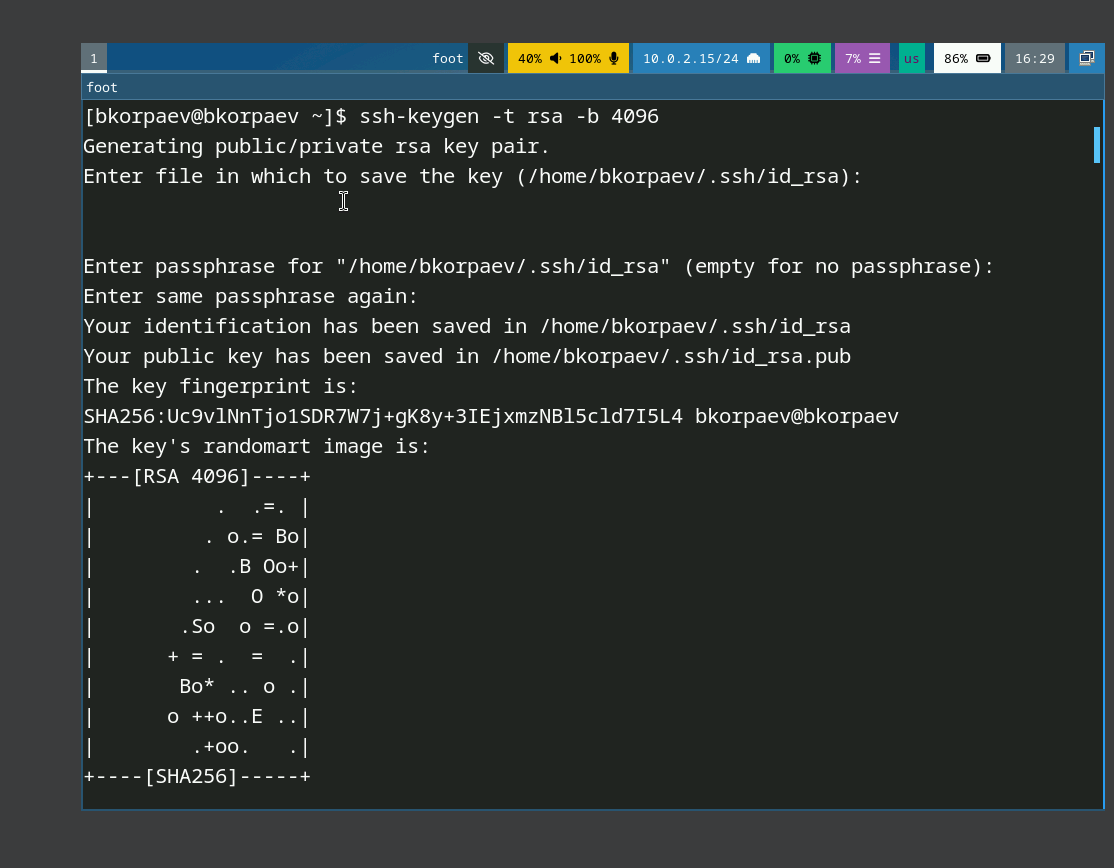 1 foot 40% 100% 10.0.2.15/24 0% 7% us 86% 16:29
foot
[bkorpaev@bkorpaev ~]$ ssh-keygen -t rsa -b 4096
Generating public/private rsa key pair.
Enter file in which to save the key (/home/bkorpaev/.ssh/id_rsa):
Enter passphrase for "/home/bkorpaev/.ssh/id_rsa" (empty for no passphrase):
Enter same passphrase again:
Your identification has been saved in /home/bkorpaev/.ssh/id_rsa
Your public key has been saved in /home/bkorpaev/.ssh/id_rsa.pub
The key fingerprint is:
SHA256:Uc9vlNnTjo1SDR7W7j+gK8y+3IEjxmzNBl5cld7I5L4 bkorpaev@bkorpaev
The key's randomart image is:
+---[RSA 4096]----+
|          .  .=. |
|         . o.= Bo|
|        .  .B Oo+|
|        ...  O *o|
|       .So  o =.o|
|      + = .  =  .|
|       Bo* .. o .|
|      o ++o..E ..|
|        .+oo.   .|
+----[SHA256]-----+